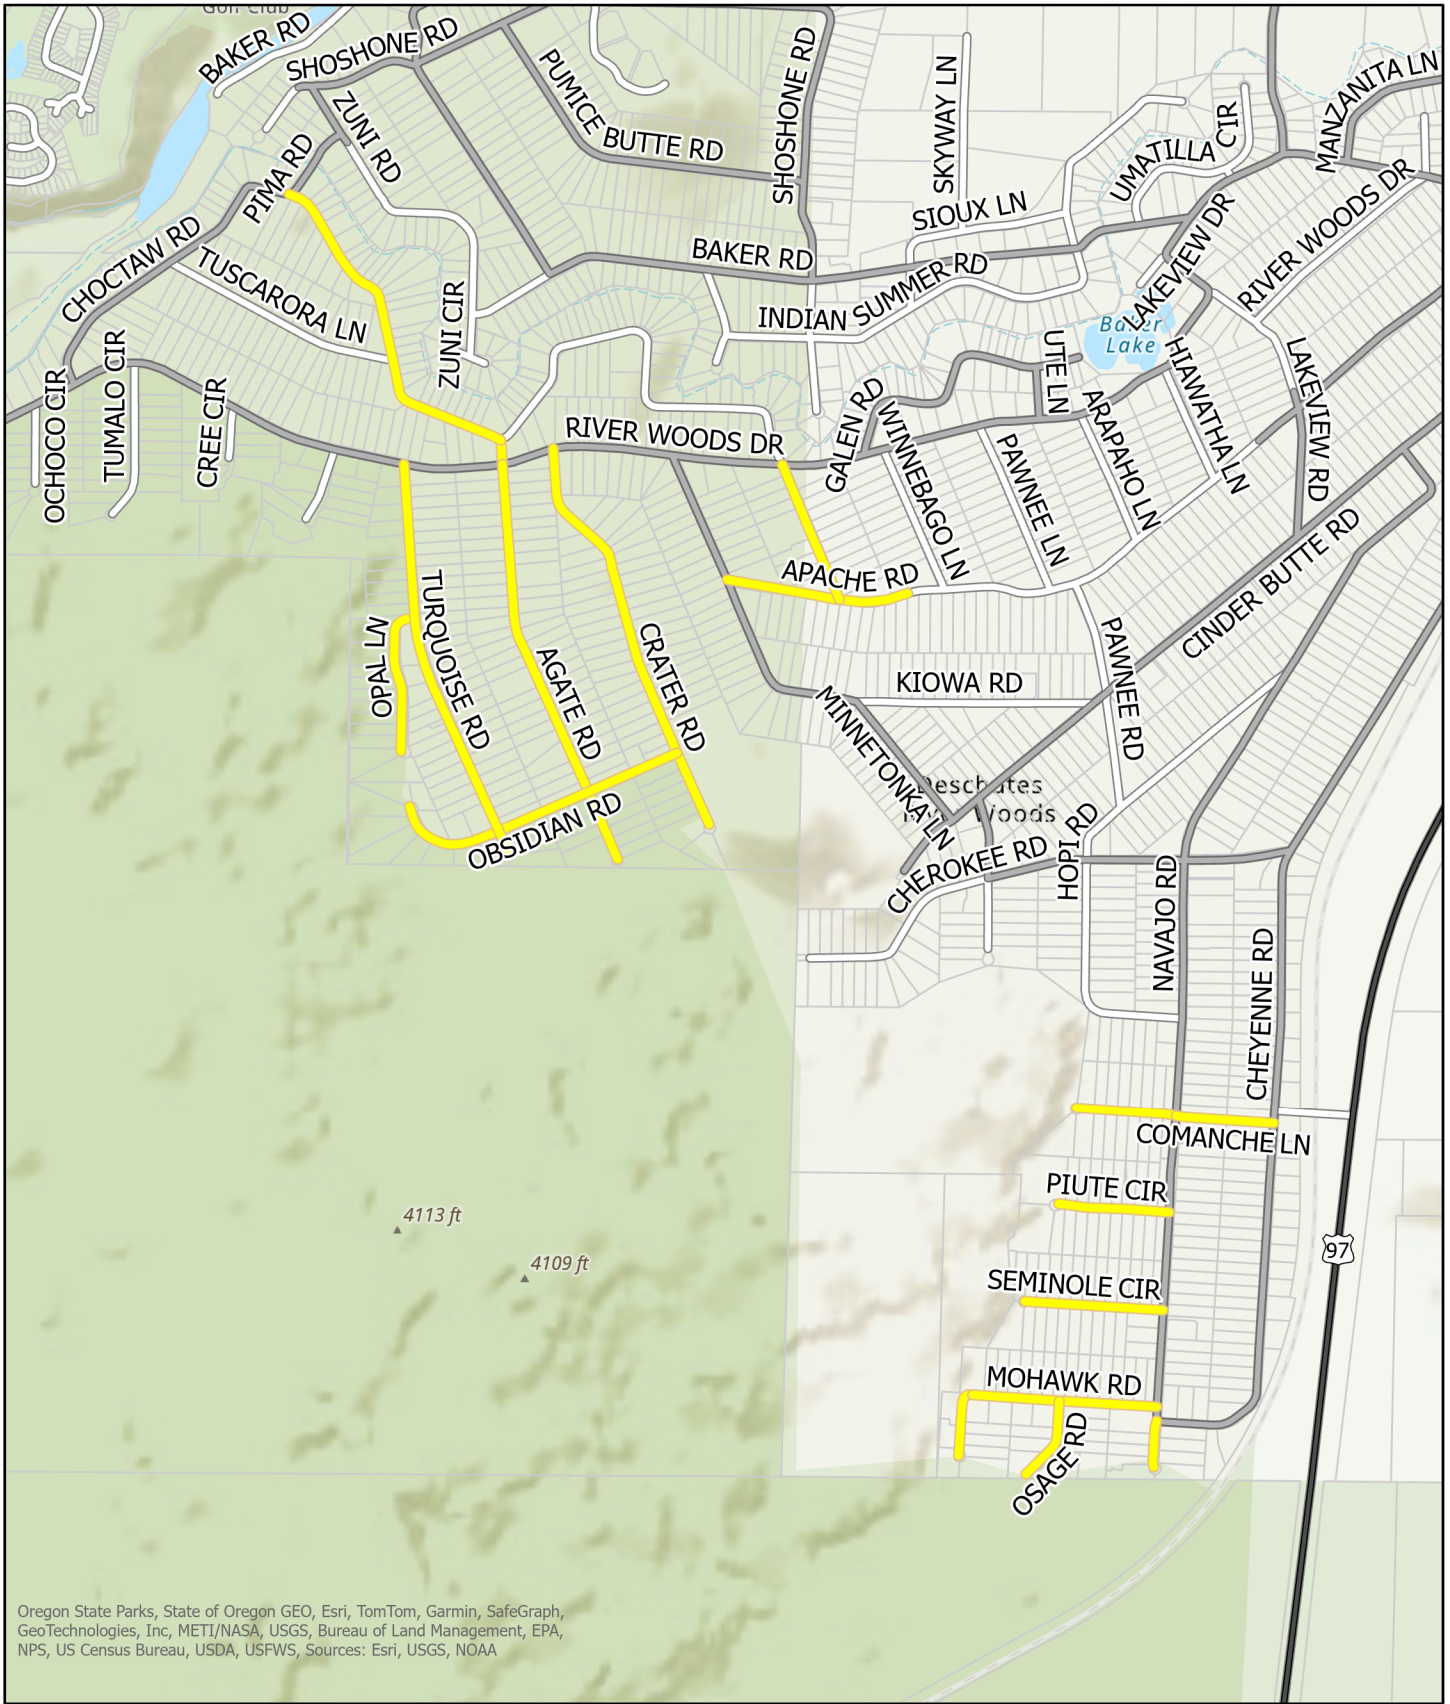 Golf Club
BAKER RD
SHOSHONE RD
PUMICE BUTTE RD
SHOSHONE RD
SKYWAY LN
MANZANITA LN
ZUNI RD
UMATILLA CIR
PIMA RD
SIOUX LN
RIVER WOODS DR
CHOCTAW RD
BAKER RD
LAKEVIEW DR
TUSCARORA LN
INDIAN SUMMER RD
ZUNI CIR
Baker
Lake
OCHOCO CIR
TUMALO CIR
CREE CIR
UTE LN
HIAWATHA LN
LAKEVIEW RD
RIVER WOODS DR
GALEN RD
WINNEBAGO LN
PAWNEE LN
ARAPAHO LN
APACHE RD
CINDER BUTTE RD
OPAL LN
TURQUOISE RD
AGATE RD
CRATER RD
KIOWA RD
PAWNEE RD
MINNETONKA LN
Deschutes
River Woods
OBSIDIAN RD
CHEROKEE RD
HOPI RD
NAVAJO RD
CHEYENNE RD
COMANCHE LN
PIUTE CIR
4113 ft
4109 ft
97
SEMINOLE CIR
MOHAWK RD
OSAGE RD
Oregon State Parks, State of Oregon GEO, Esri, TomTom, Garmin, SafeGraph,
GeoTechnologies, Inc, METI/NASA, USGS, Bureau of Land Management, EPA,
NPS, US Census Bureau, USDA, USFWS, Sources: Esri, USGS, NOAA